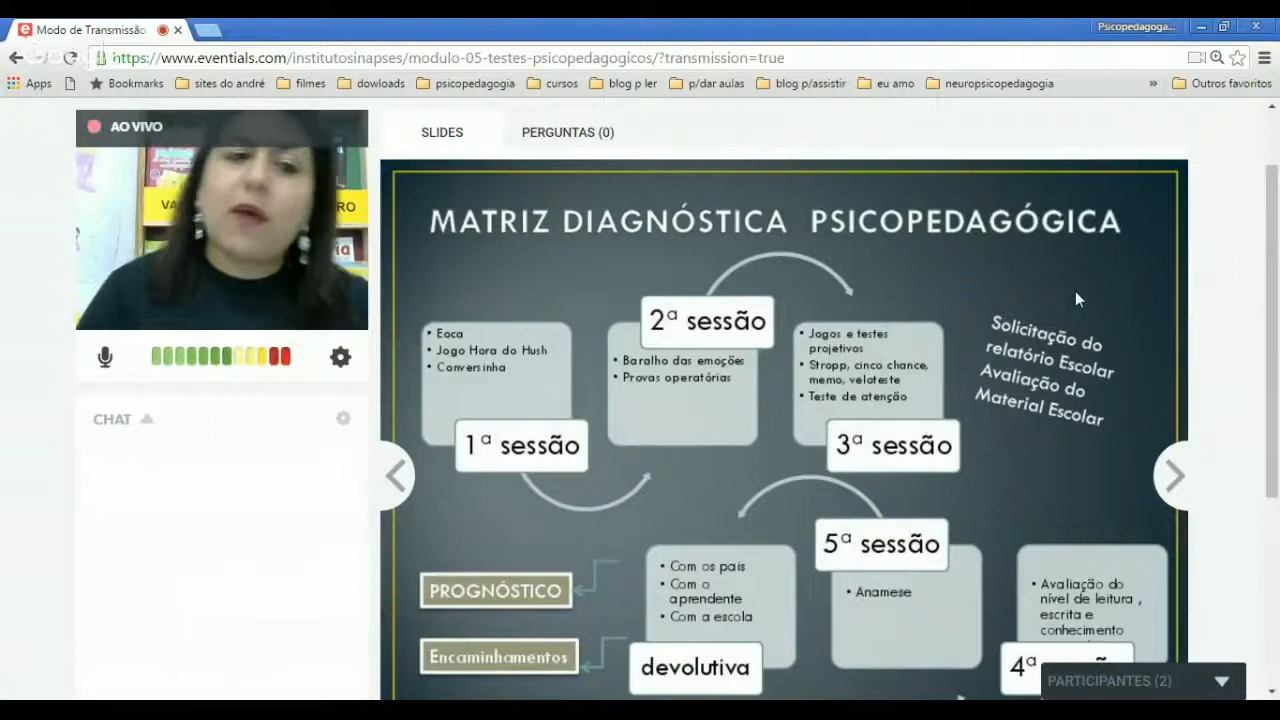 Modo de Transmissão
Psicopedagoga...
https://www.eventials.com/institutosinapses/modulo-05-testes-psicopedagogicos/?transmission=true
Apps
Bookmarks
sites do andré
filmes
dowloads
psicopedagogia
cursos
blog p ler
p/dar aulas
blog p/assistir
eu amo
neuropsicopedagogia
»
Outros favoritos
AO VIVO
SLIDES
PERGUNTAS (0)
CHAT
MATRIZ DIAGNÓSTICA PSICOPEDAGÓGICA
• Eoca
• Jogo Hora do Hush
• Conversinha
1ª sessão
2ª sessão
• Baralho das emoções
• Provas operatórias
• Jogos e testes
projetivos
• Stropp, cinco chance,
memo, veloteste
• Teste de atenção
3ª sessão
Solicitação do
relatório Escolar
Avaliação do
Material Escolar
• Avaliação do
nível de leitura ,
escrita e
conhecimento
4ª
5ª sessão
• Anamese
• Com os pais
• Com o
aprendente
• Com a escola
devolutiva
PROGNÓSTICO
Encaminhamentos
PARTICIPANTES (2)